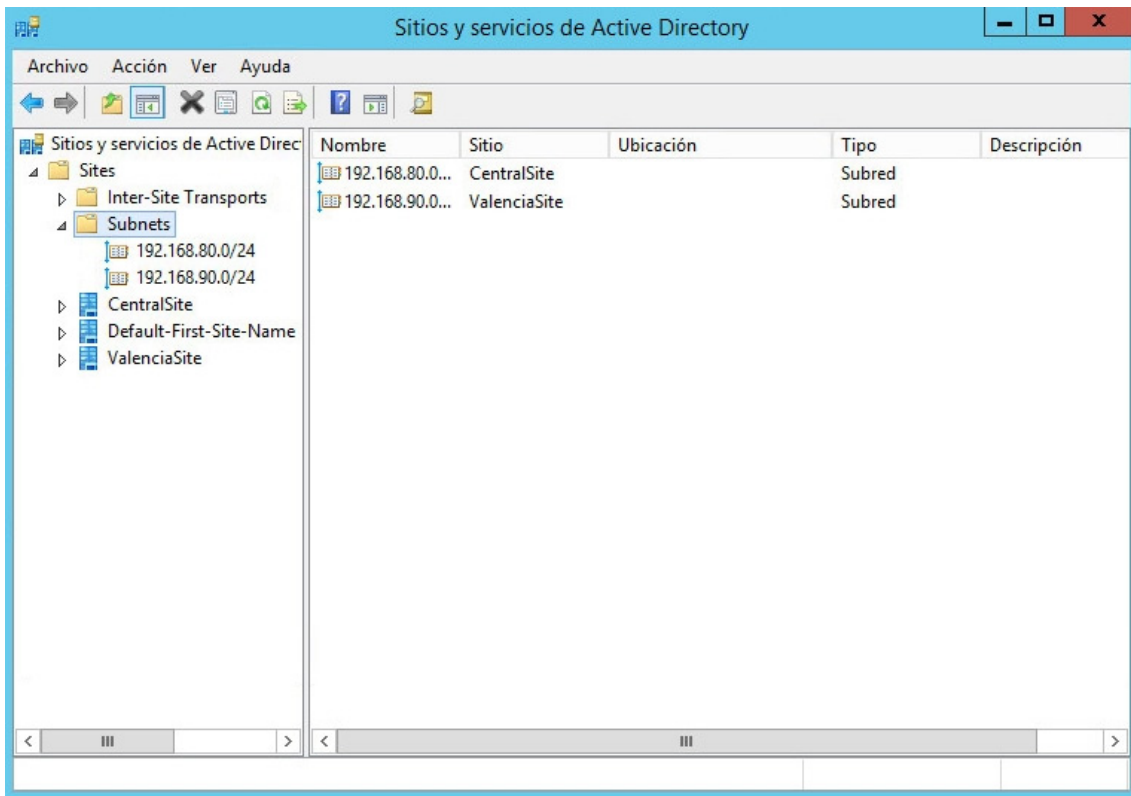 Sitios y servicios de Active Directory
Archivo Acción Ver Ayuda
Sitios y servicios de Active Direc
Sites
Inter-Site Transports
Subnets
192.168.80.0/24
192.168.90.0/24
CentralSite
Default-First-Site-Name
ValenciaSite
Nombre Sitio Ubicación Tipo Descripción
192.168.80.0... CentralSite Subred
192.168.90.0... ValenciaSite Subred